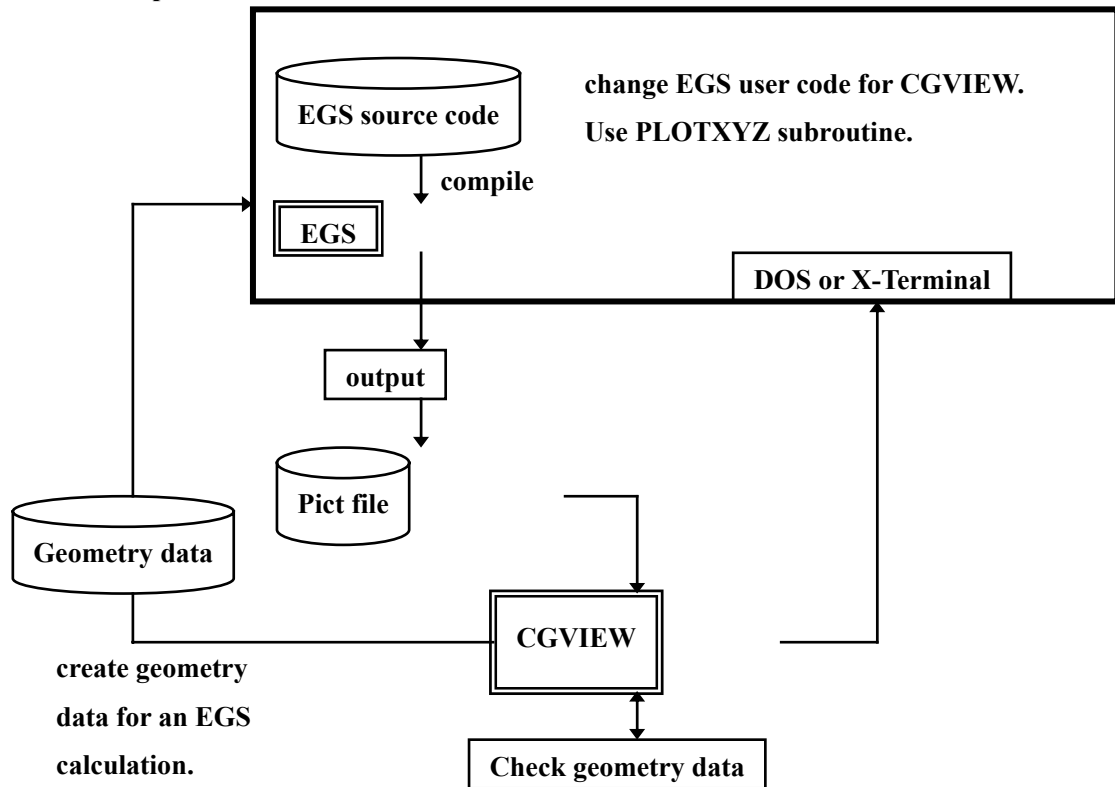 EGS source code
change EGS user code for CGVIEW.
Use PLOTXYZ subroutine.
compile
EGS
DOS or X-Terminal
output
Pict file
Geometry data
CGVIEW
create geometry
data for an EGS
calculation.
Check geometry data